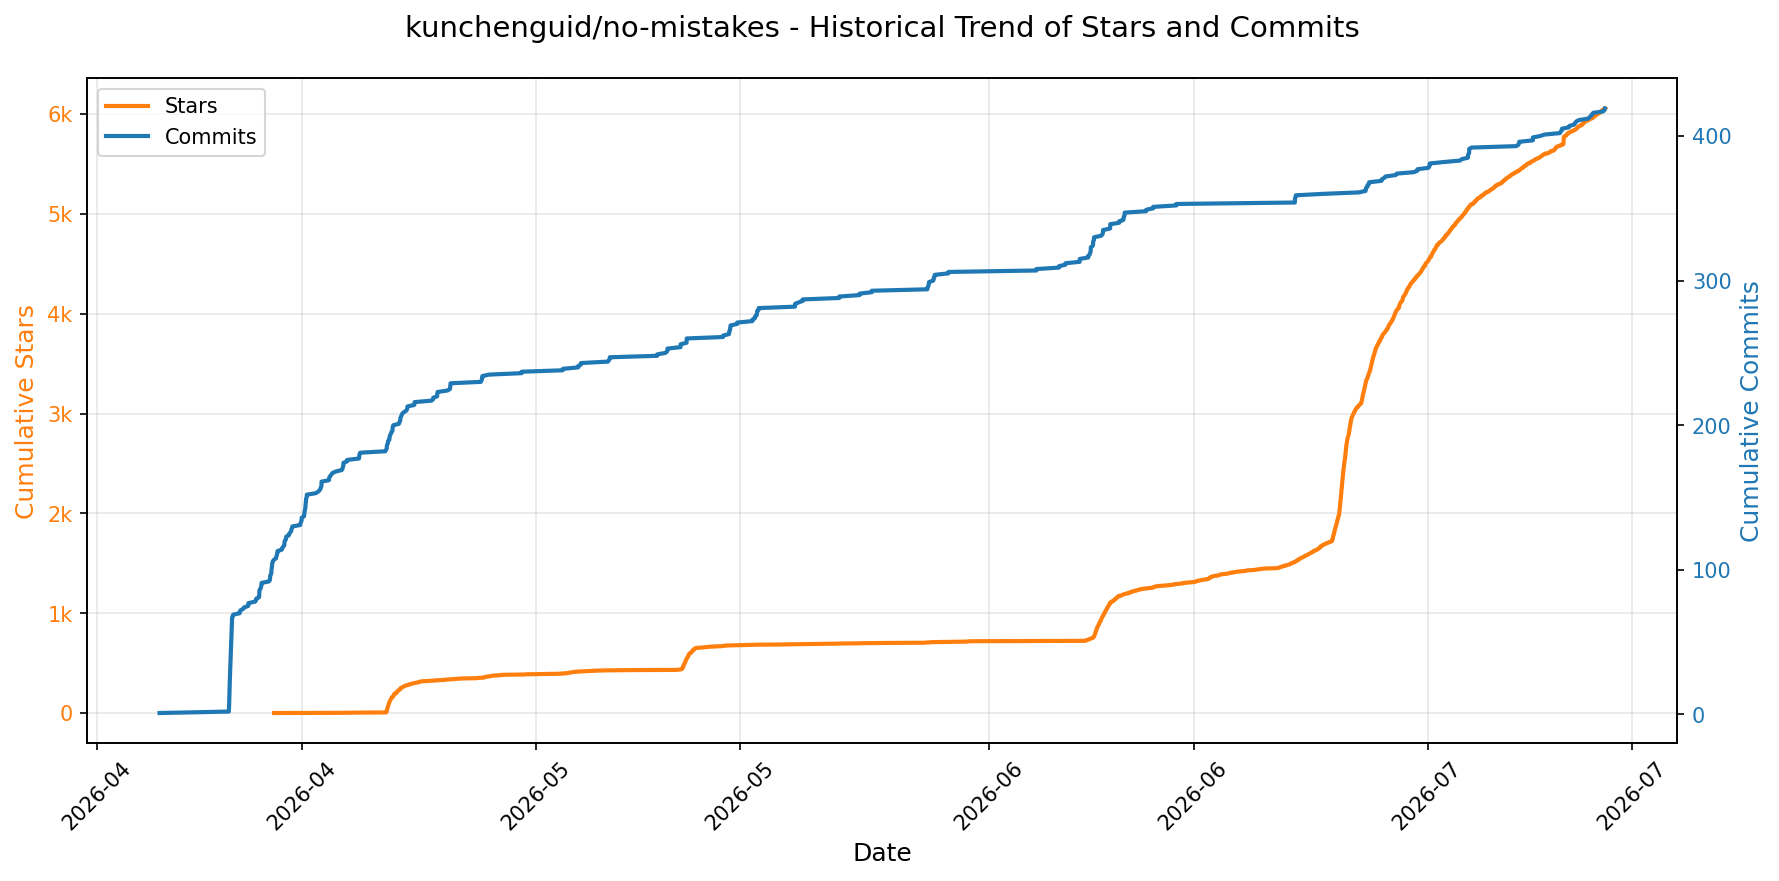 kunchenguid/no-mistakes - Historical Trend of Stars and Commits
Stars
Commits
6k
5k
4k
3k
2k
1k
0
Cumulative Stars
400
300
200
100
0
Cumulative Commits
2026-04
2026-04
2026-05
2026-05
2026-06
2026-06
2026-07
2026-07
Date